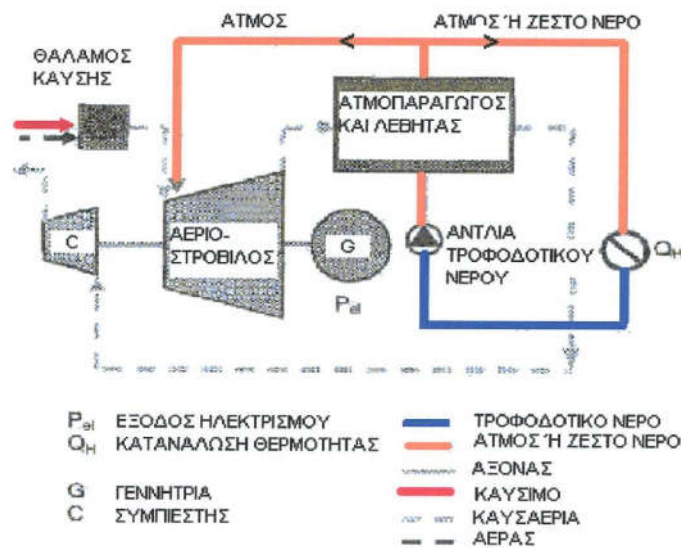 ΑΤΜΟΣ
ΑΤΜΟΣ Ή ΖΕΣΤΟ ΝΕΡΟ
ΘΑΛΑΜΟΣ
ΚΑΥΣΗΣ
ΑΤΜΟΠΑΡΑΓΩΓΟΣ
ΚΑΙ ΛΕΒΗΤΑΣ
C
ΑΕΡΙΟ-
ΣΤΡΟΒΙΛΟΣ
G
Pel
ΑΝΤΛΙΑ
ΤΡΟΦΟΔΟΤΙΚΟΥ
ΝΕΡΟΥ
QH
Pel ΕΞΟΔΟΣ ΗΛΕΚΤΡΙΣΜΟΥ
QH ΚΑΤΑΝΑΛΩΣΗ ΘΕΡΜΟΤΗΤΑΣ
G ΓΕΝΝΗΤΡΙΑ
C ΣΥΜΠΙΕΣΤΗΣ
ΤΡΟΦΟΔΟΤΙΚΟ ΝΕΡΟ
ΑΤΜΟΣ Ή ΖΕΣΤΟ ΝΕΡΟ
ΑΞΟΝΑΣ
ΚΑΥΣΙΜΟ
ΚΑΥΣΑΕΡΙΑ
ΑΕΡΑΣ